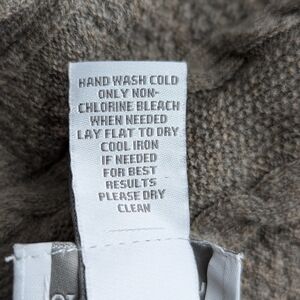 HAND WASH COLD
ONLY NON-
CHLORINE BLEACH
WHEN NEEDED
LAY FLAT TO DRY
COOL IRON
IF NEEDED
FOR BEST
RESULTS
PLEASE DRY
CLEAN